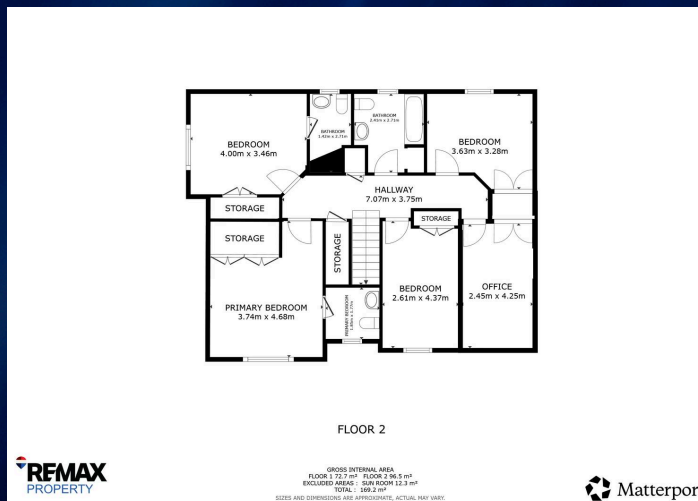 BEDROOM
4.00m x 3.46m
BATHROOM
BATHROOM
BEDROOM
3.63m x 3.28m
HALLWAY
7.07m x 3.75m
STORAGE
STORAGE
STORAGE
STORAGE
PRIMARY BEDROOM
3.74m x 4.68m
PRIMARY BEDROOM
BEDROOM
2.61m x 4.37m
OFFICE
2.45m x 4.25m
FLOOR 2
GROSS INTERNAL AREA
FLOOR 1 72.7 m² FLOOR 2 96.5 m²
EXCLUDED AREAS : SUN ROOM 12.3 m²
TOTAL : 169.2 m²
SIZES AND DIMENSIONS ARE APPROXIMATE, ACTUAL MAY VARY.
REMAX
PROPERTY
Matterpor